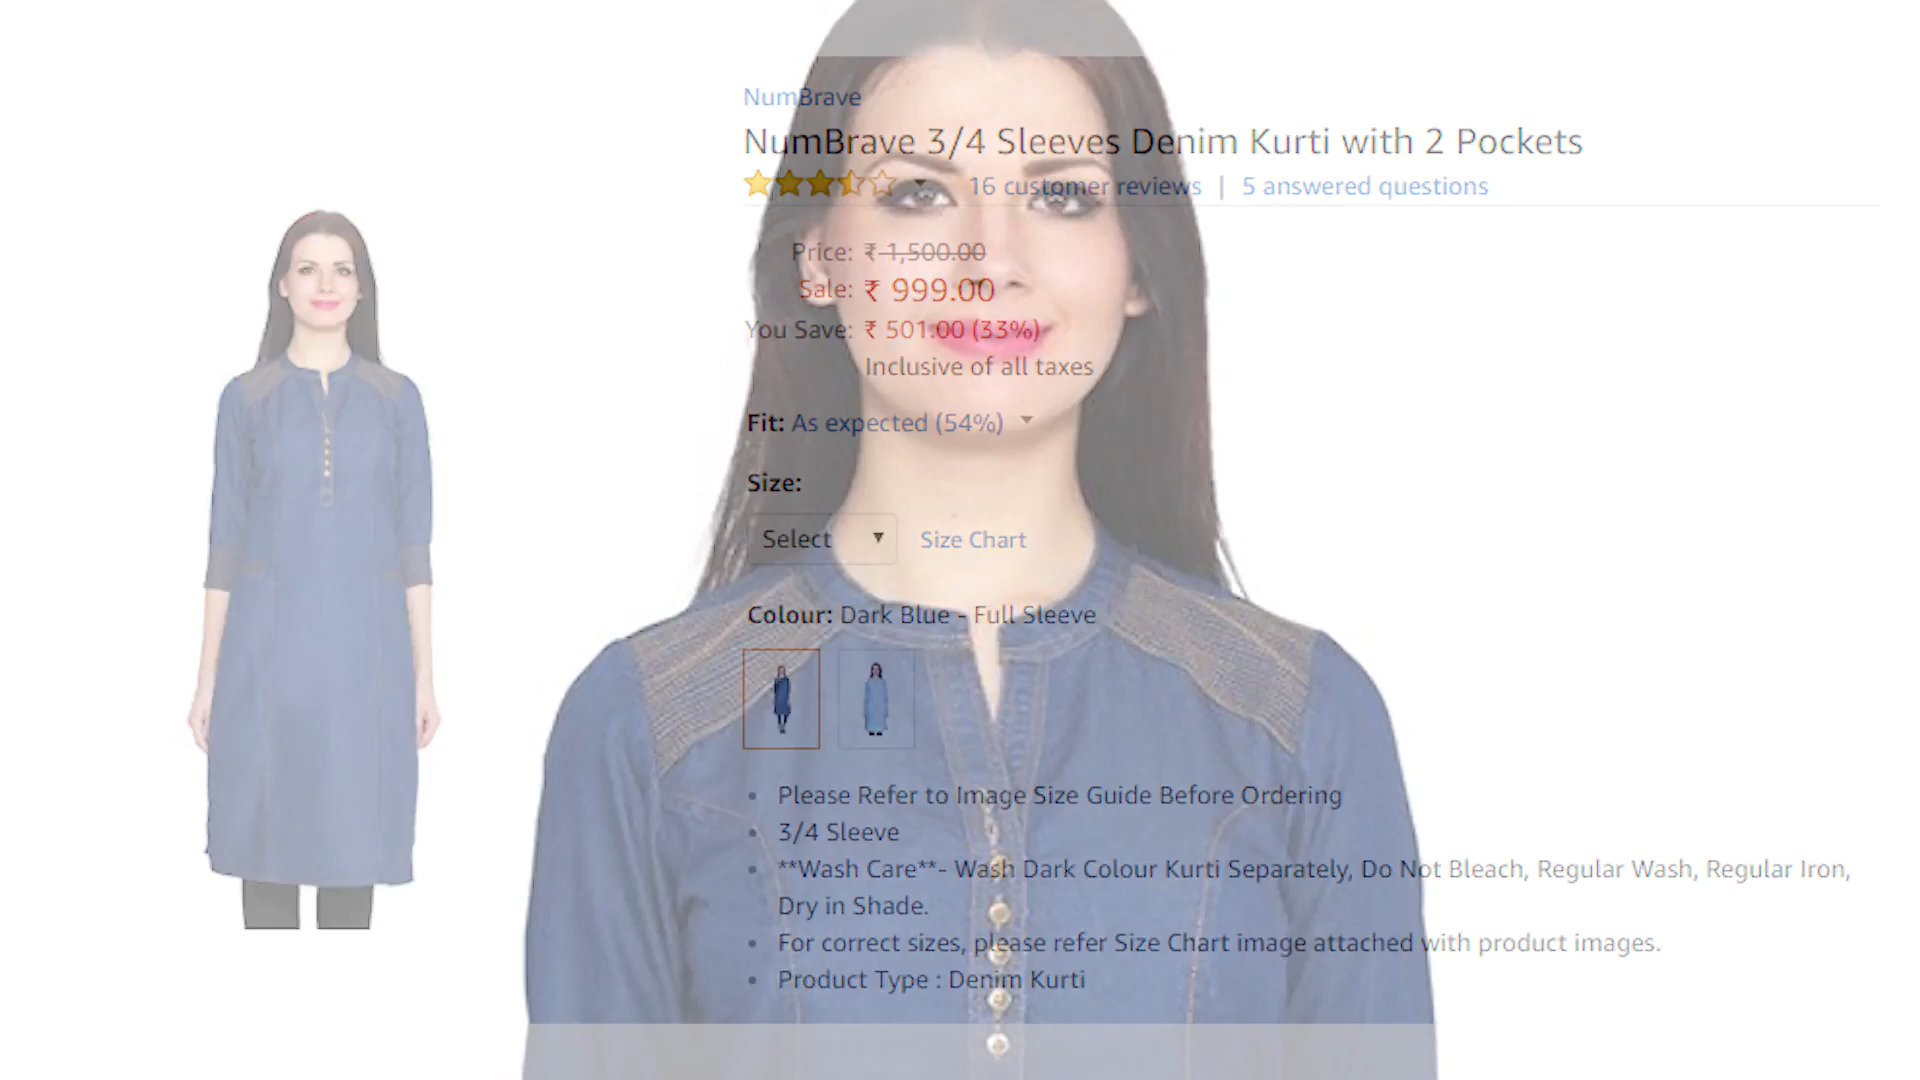 NumBrave
NumBrave 3/4 Sleeves Denim Kurti with 2 Pockets
16 customer reviews | 5 answered questions
Price: ₹ 1,500.00
Sale: ₹ 999.00
You Save: ₹ 501.00 (33%)
Inclusive of all taxes
Fit: As expected (54%)
Size:
Select Size Chart
Colour: Dark Blue - Full Sleeve
• Please Refer to Image Size Guide Before Ordering
• 3/4 Sleeve
• **Wash Care**- Wash Dark Colour Kurti Separately, Do Not Bleach, Regular Wash, Regular Iron,
Dry in Shade.
• For correct sizes, please refer Size Chart image attached with product images.
• Product Type : Denim Kurti